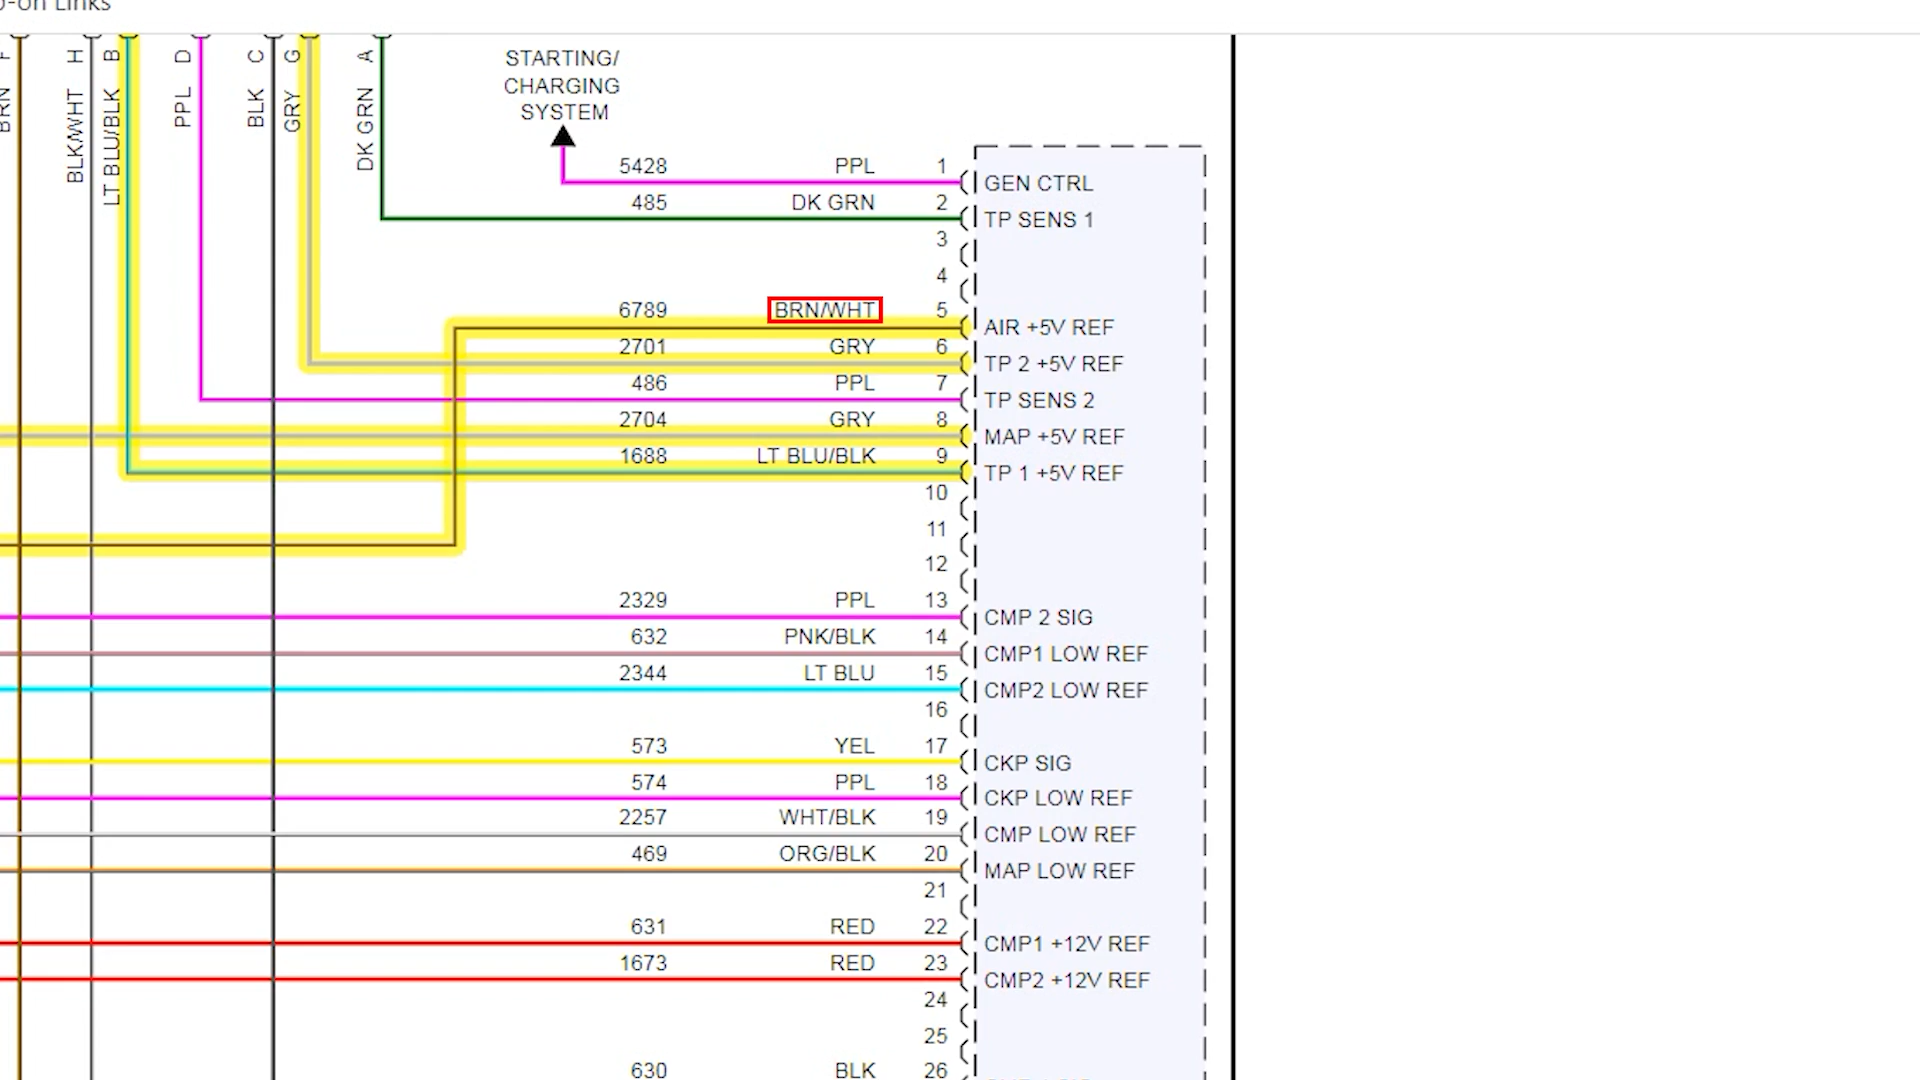 -on Links
F
BRN
H
BLK/WHT
B
LT BLU/BLK
D
PPL
C
BLK
G
GRY
A
DK GRN
STARTING/
CHARGING
SYSTEM
5428 PPL 1 GEN CTRL
485 DK GRN 2 TP SENS 1
3
4
6789 BRN/WHT 5 AIR +5V REF
2701 GRY 6 TP 2 +5V REF
486 PPL 7 TP SENS 2
2704 GRY 8 MAP +5V REF
1688 LT BLU/BLK 9 TP 1 +5V REF
10
11
12
2329 PPL 13 CMP 2 SIG
632 PNK/BLK 14 CMP1 LOW REF
2344 LT BLU 15 CMP2 LOW REF
16
573 YEL 17 CKP SIG
574 PPL 18 CKP LOW REF
2257 WHT/BLK 19 CMP LOW REF
469 ORG/BLK 20 MAP LOW REF
21
631 RED 22 CMP1 +12V REF
1673 RED 23 CMP2 +12V REF
24
25
630 BLK 26